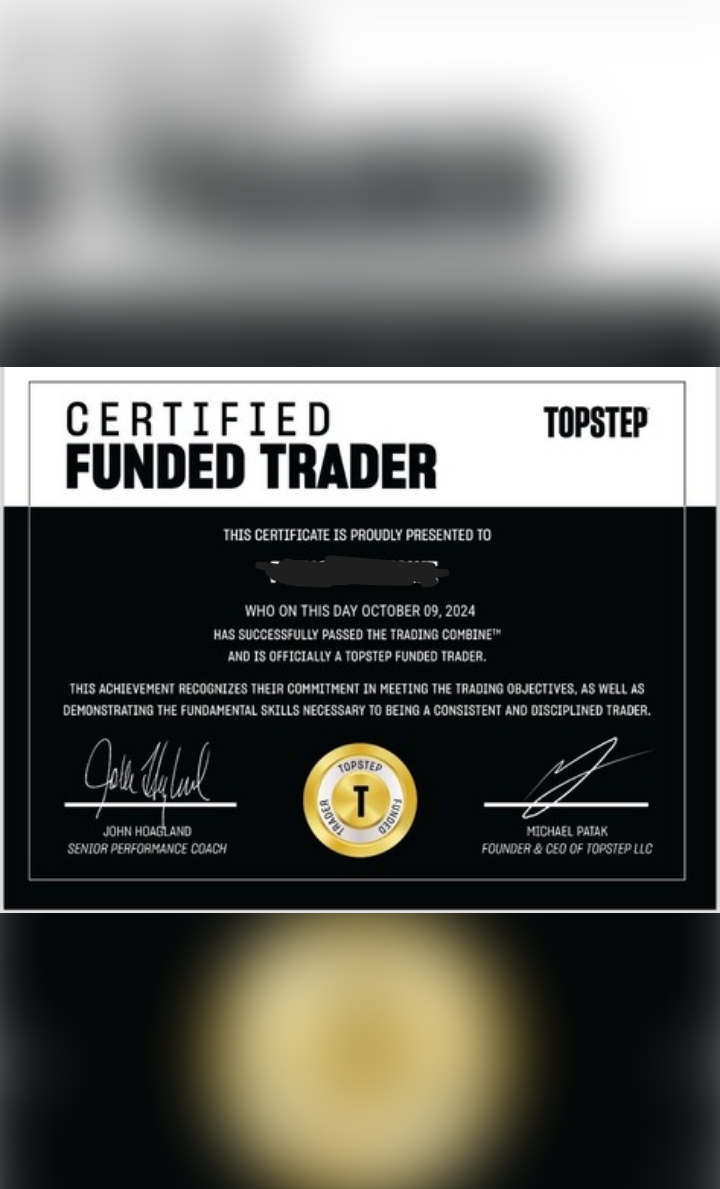 CERTIFIED
FUNDED TRADER
TOPSTEP
THIS CERTIFICATE IS PROUDLY PRESENTED TO
WHO ON THIS DAY OCTOBER 09, 2024
HAS SUCCESSFULLY PASSED THE TRADING COMBINE™
AND IS OFFICIALLY A TOPSTEP FUNDED TRADER.
THIS ACHIEVEMENT RECOGNIZES THEIR COMMITMENT IN MEETING THE TRADING OBJECTIVES, AS WELL AS
DEMONSTRATING THE FUNDAMENTAL SKILLS NECESSARY TO BEING A CONSISTENT AND DISCIPLINED TRADER.
JOHN HOAGLAND
SENIOR PERFORMANCE COACH
TOPSTEP
T
FUNDED
TRADER
MICHAEL PATAK
FOUNDER & CEO OF TOPSTEP LLC